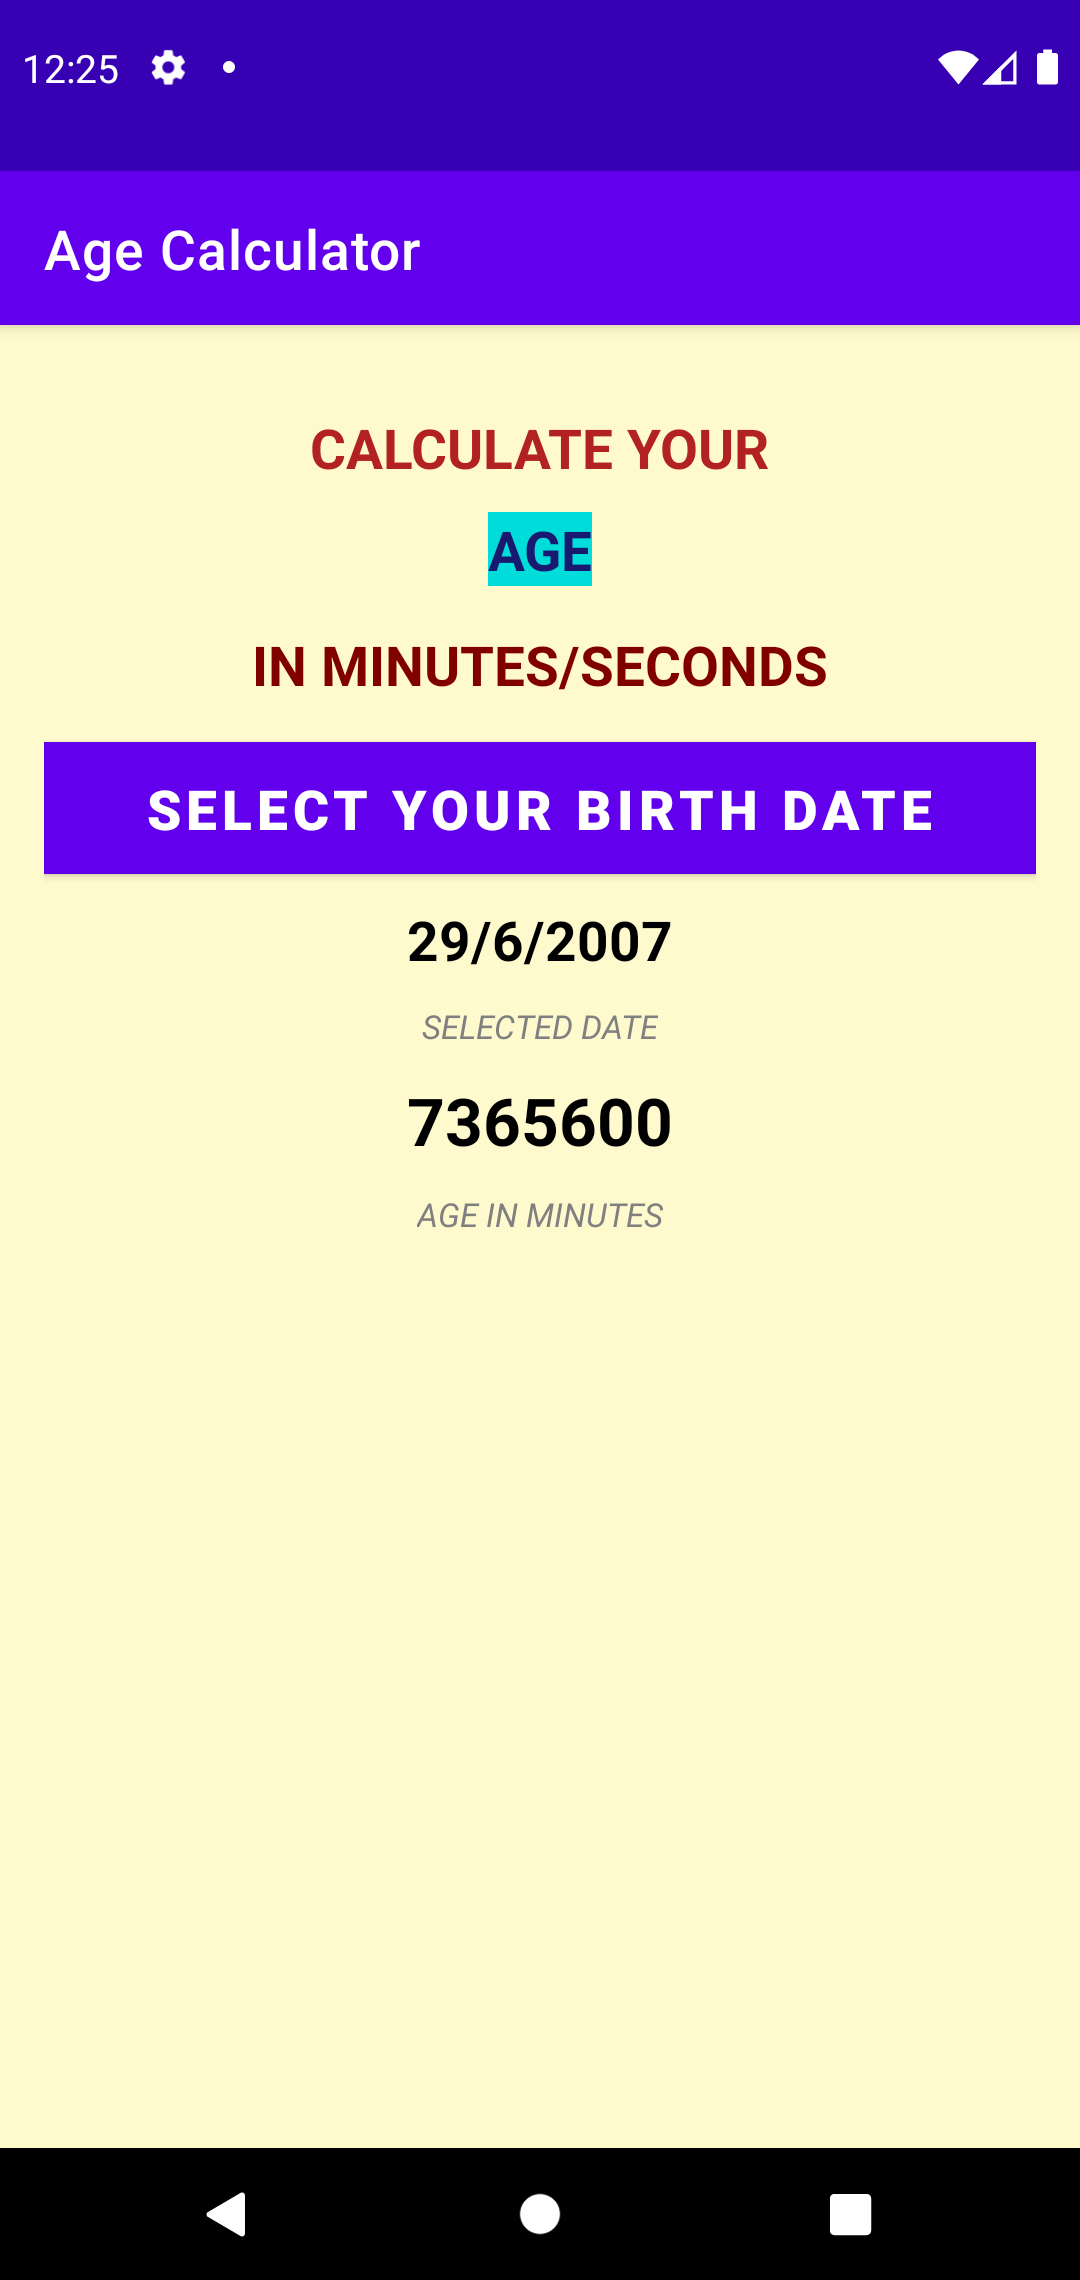 12:25
Age Calculator
CALCULATE YOUR
AGE
IN MINUTES/SECONDS
SELECT YOUR BIRTH DATE
29/6/2007
SELECTED DATE
7365600
AGE IN MINUTES